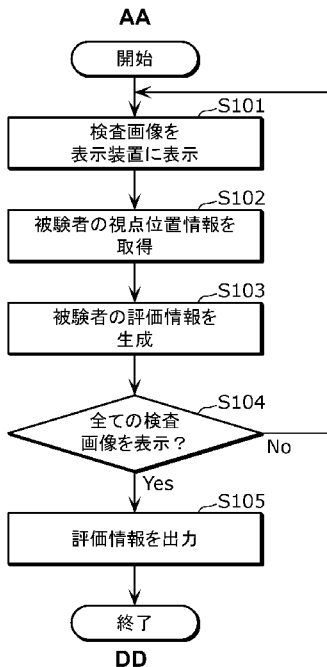 AA
開始
S101
検査画像を
表示装置に表示
S102
被験者の視点位置情報を
取得
S103
被験者の評価情報を
生成
S104
全ての検査
画像を表示？
No
Yes
S105
評価情報を出力
終了
DD